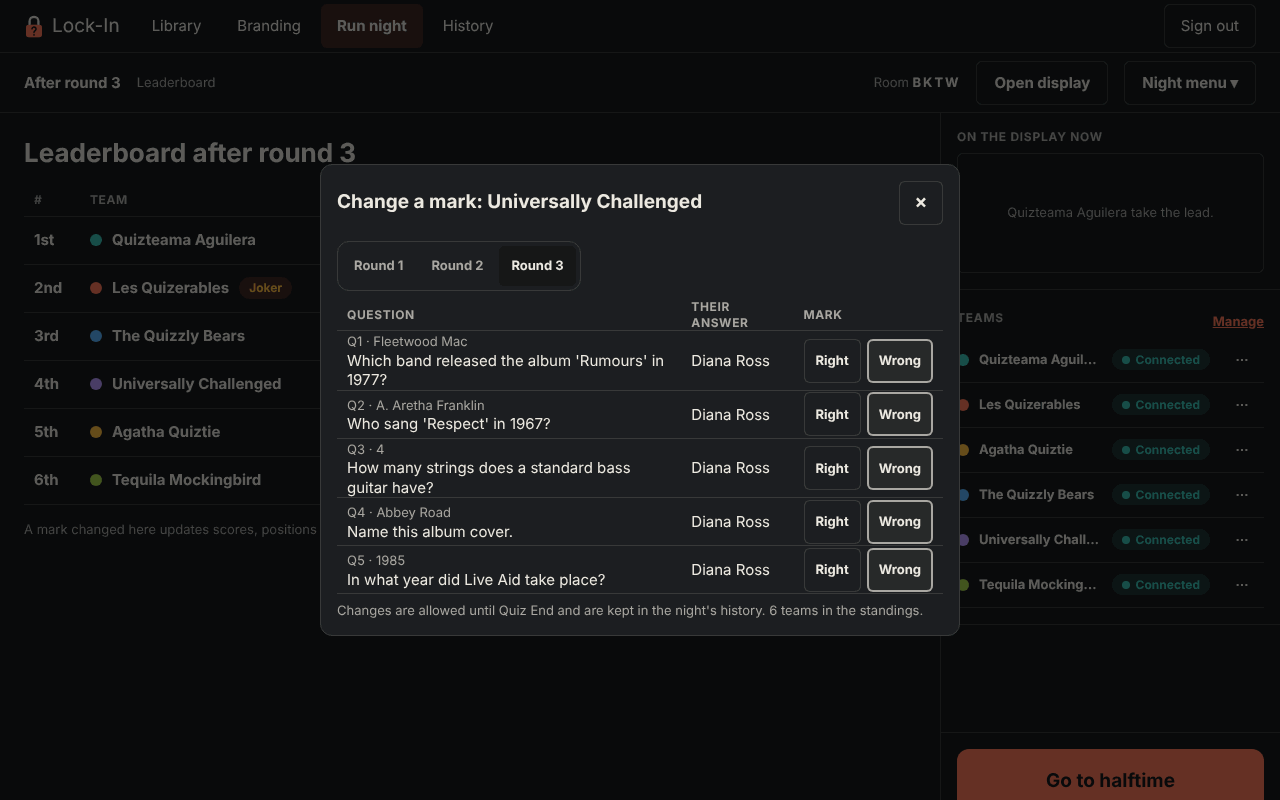 Lock-In
Library
Branding
Run night
History
Sign out
After round 3
Leaderboard
Room BKTW
Open display
Night menu ▾
Leaderboard after round 3
#
TEAM
1st
Quizteama Aguilera
2nd
Les Quizerables
Joker
3rd
The Quizzly Bears
4th
Universally Challenged
5th
Agatha Quiztie
6th
Tequila Mockingbird
A mark changed here updates scores, positions
Change a mark: Universally Challenged
×
Round 1
Round 2
Round 3
QUESTION
THEIR
ANSWER
MARK
Q1 · Fleetwood Mac
Which band released the album 'Rumours' in
1977?
Diana Ross
Right
Wrong
Q2 · A. Aretha Franklin
Who sang 'Respect' in 1967?
Diana Ross
Right
Wrong
Q3 · 4
How many strings does a standard bass
guitar have?
Diana Ross
Right
Wrong
Q4 · Abbey Road
Name this album cover.
Diana Ross
Right
Wrong
Q5 · 1985
In what year did Live Aid take place?
Diana Ross
Right
Wrong
Changes are allowed until Quiz End and are kept in the night's history. 6 teams in the standings.
ON THE DISPLAY NOW
Quizteama Aguilera take the lead.
TEAMS
Manage
Quizteama Aguil...
Connected
...
Les Quizerables
Connected
...
Agatha Quiztie
Connected
...
The Quizzly Bears
Connected
...
Universally Chall...
Connected
...
Tequila Mocking...
Connected
...
Go to halftime